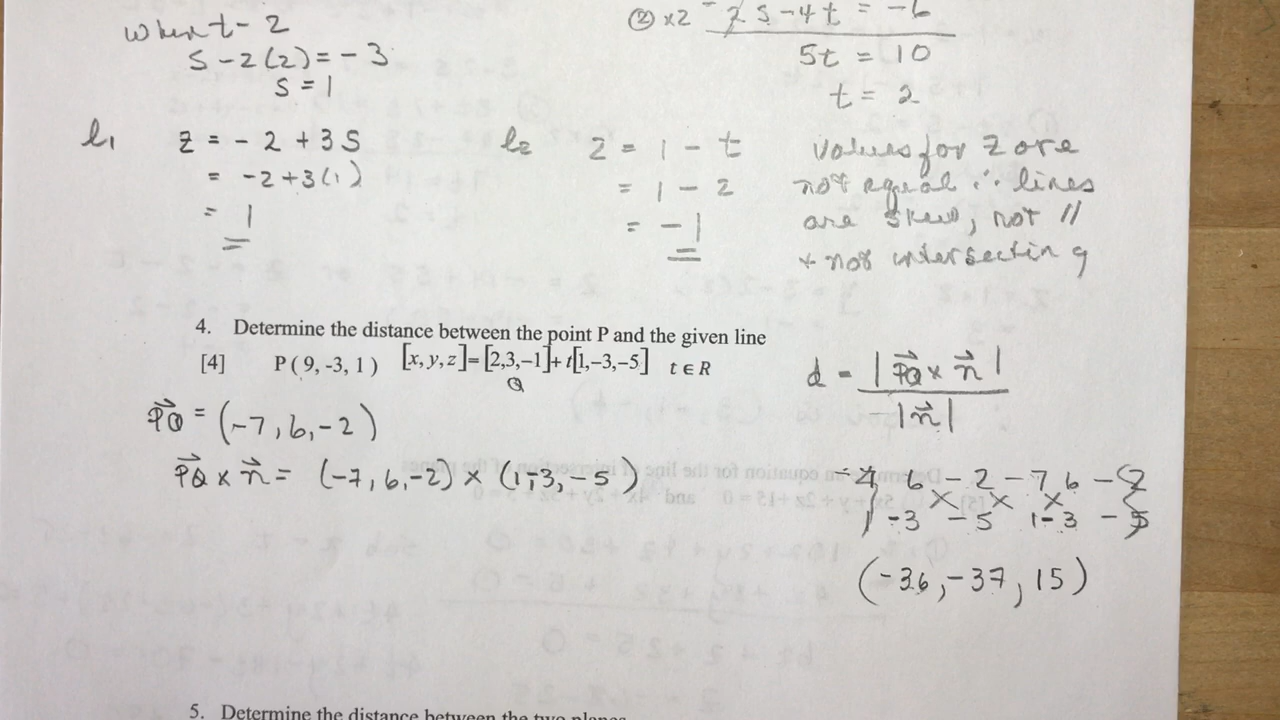 when t - 2
② x2 - 2s - 4t = -6
s - 2(2) = -3
5t = 10
s = 1
t = 2
l₁ z = -2 + 3s l₂ z = 1 - t values for z are
= -2 + 3(1) = 1 - 2 not equal ∴ lines
= 1 = -1 are skew, not //
+ not intersecting
4. Determine the distance between the point P and the given line
[4] P( 9, -3, 1 ) [x, y, z]=[2,3,-1]+ t[1,-3,-5] t ∈ R
Q
d = |PQ⃗ x n⃗| / |n⃗|
PQ⃗ = (-7, 6, -2)
PQ⃗ x n⃗ = (-7, 6, -2) x (1, -3, -5)
-7 6 -2 -7 6 -2
1 -3 -5 1 -3 -5
(-36, -37, 15)
5. Determine the distance between the two planes